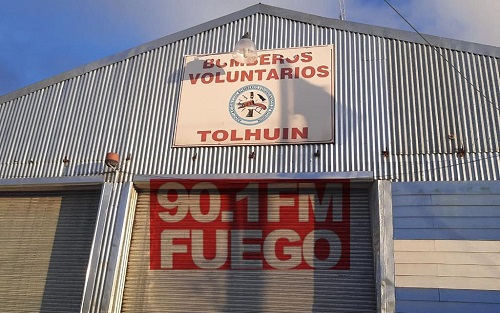 BOMBEROS
VOLUNTARIOS
TOLHUIN
90.1FM
FUEGO